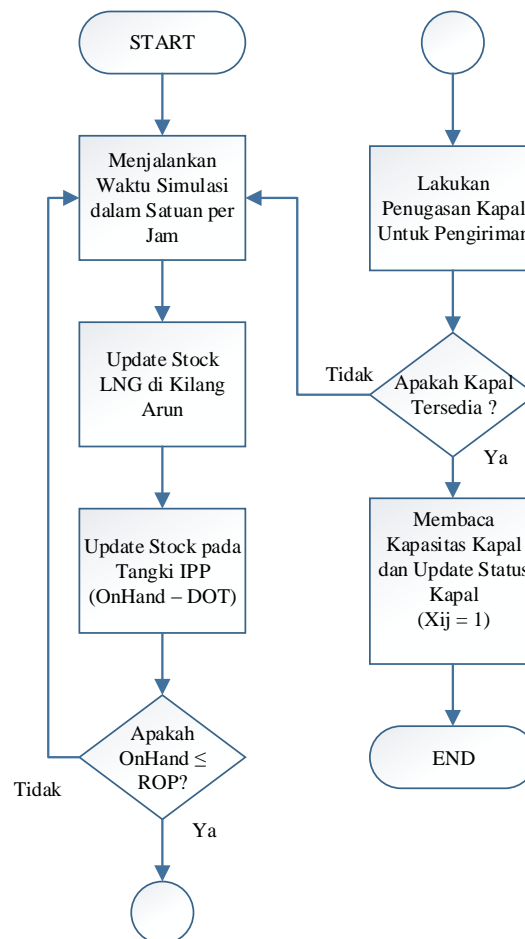 START
Menjalankan
Waktu Simulasi
dalam Satuan per
Jam
Update Stock
LNG di Kilang
Arun
Update Stock pada
Tangki IPP
(OnHand – DOT)
Apakah
OnHand ≤
ROP?
Tidak
Ya
Lakukan
Penugasan Kapal
Untuk Pengiriman
Apakah Kapal
Tersedia ?
Tidak
Ya
Membaca
Kapasitas Kapal
dan Update Status
Kapal
(Xij = 1)
END